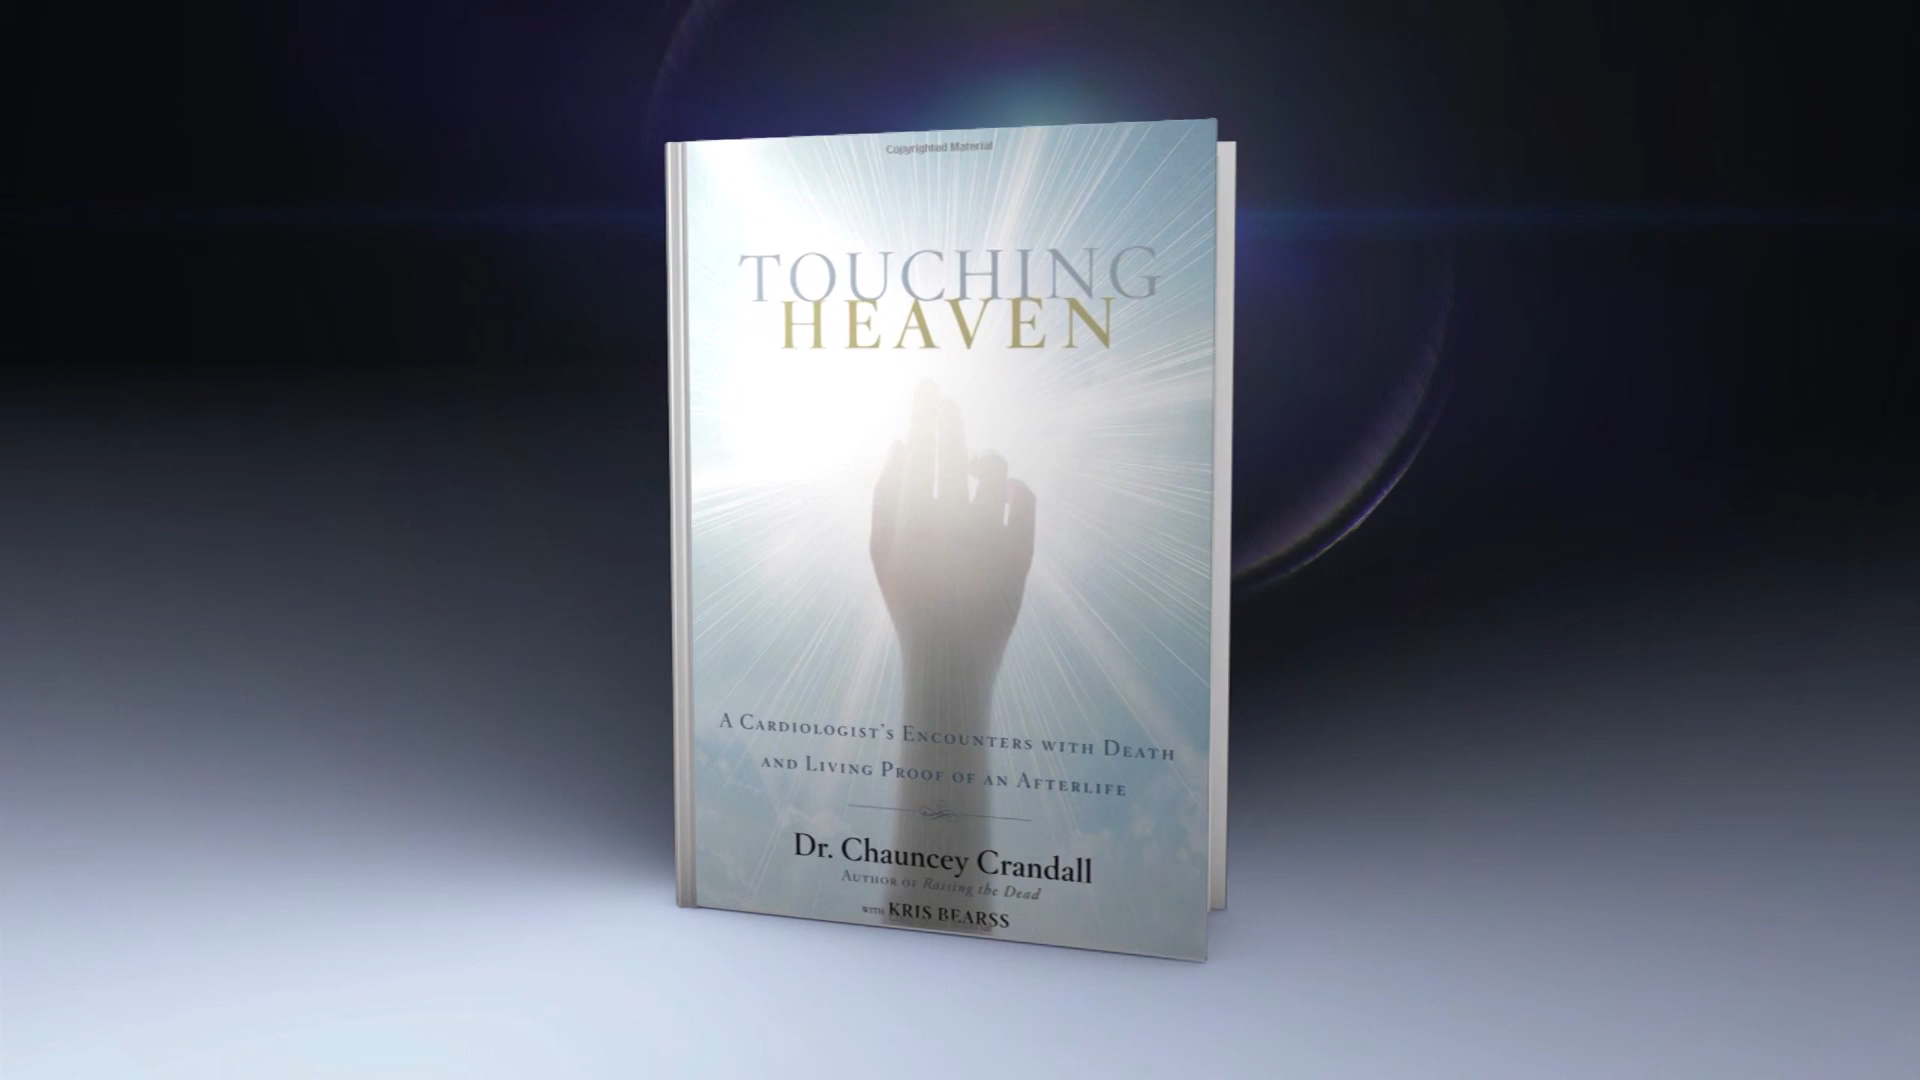 Copyrighted Material
TOUCHING
HEAVEN
A Cardiologist's Encounters with Death
and Living Proof of an Afterlife
Dr. Chauncey Crandall
Author of Raising the Dead
with KRIS BEARSS